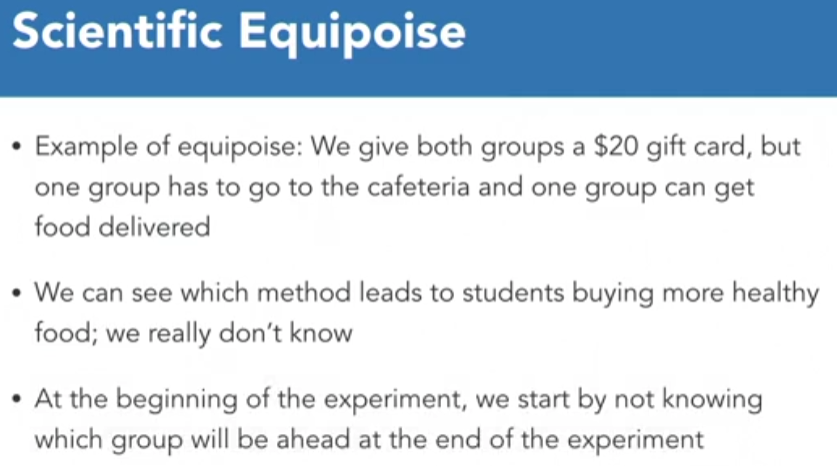 Scientific Equipoise
• Example of equipoise: We give both groups a $20 gift card, but
one group has to go to the cafeteria and one group can get
food delivered
• We can see which method leads to students buying more healthy
food; we really don't know
• At the beginning of the experiment, we start by not knowing
which group will be ahead at the end of the experiment